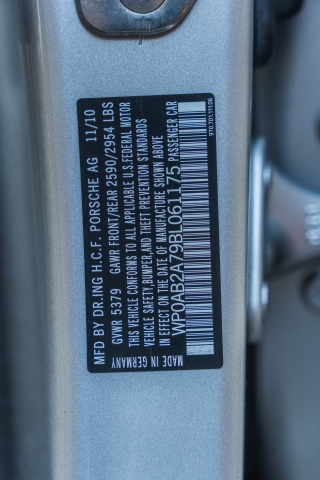 MFD BY DR.ING H.C.F. PORSCHE AG 11/10
GVWR 5379 GAWR FRONT/REAR 2590/2954 LBS
THIS VEHICLE CONFORMS TO ALL APPLICABLE U.S.FEDERAL MOTOR
VEHICLE SAFETY,BUMPER,AND THEFT PREVENTION STANDARDS
IN EFFECT ON THE DATE OF MANUFACTURE SHOWN ABOVE
WP0AB2A79BL061175 PASSENGER CAR
MADE IN GERMANY